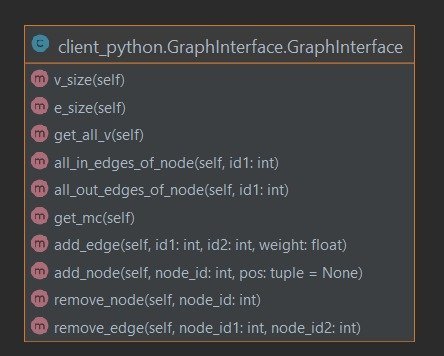 C client_python.GraphInterface.GraphInterface
m v_size(self)
m e_size(self)
m get_all_v(self)
m all_in_edges_of_node(self, id1: int)
m all_out_edges_of_node(self, id1: int)
m get_mc(self)
m add_edge(self, id1: int, id2: int, weight: float)
m add_node(self, node_id: int, pos: tuple = None)
m remove_node(self, node_id: int)
m remove_edge(self, node_id1: int, node_id2: int)